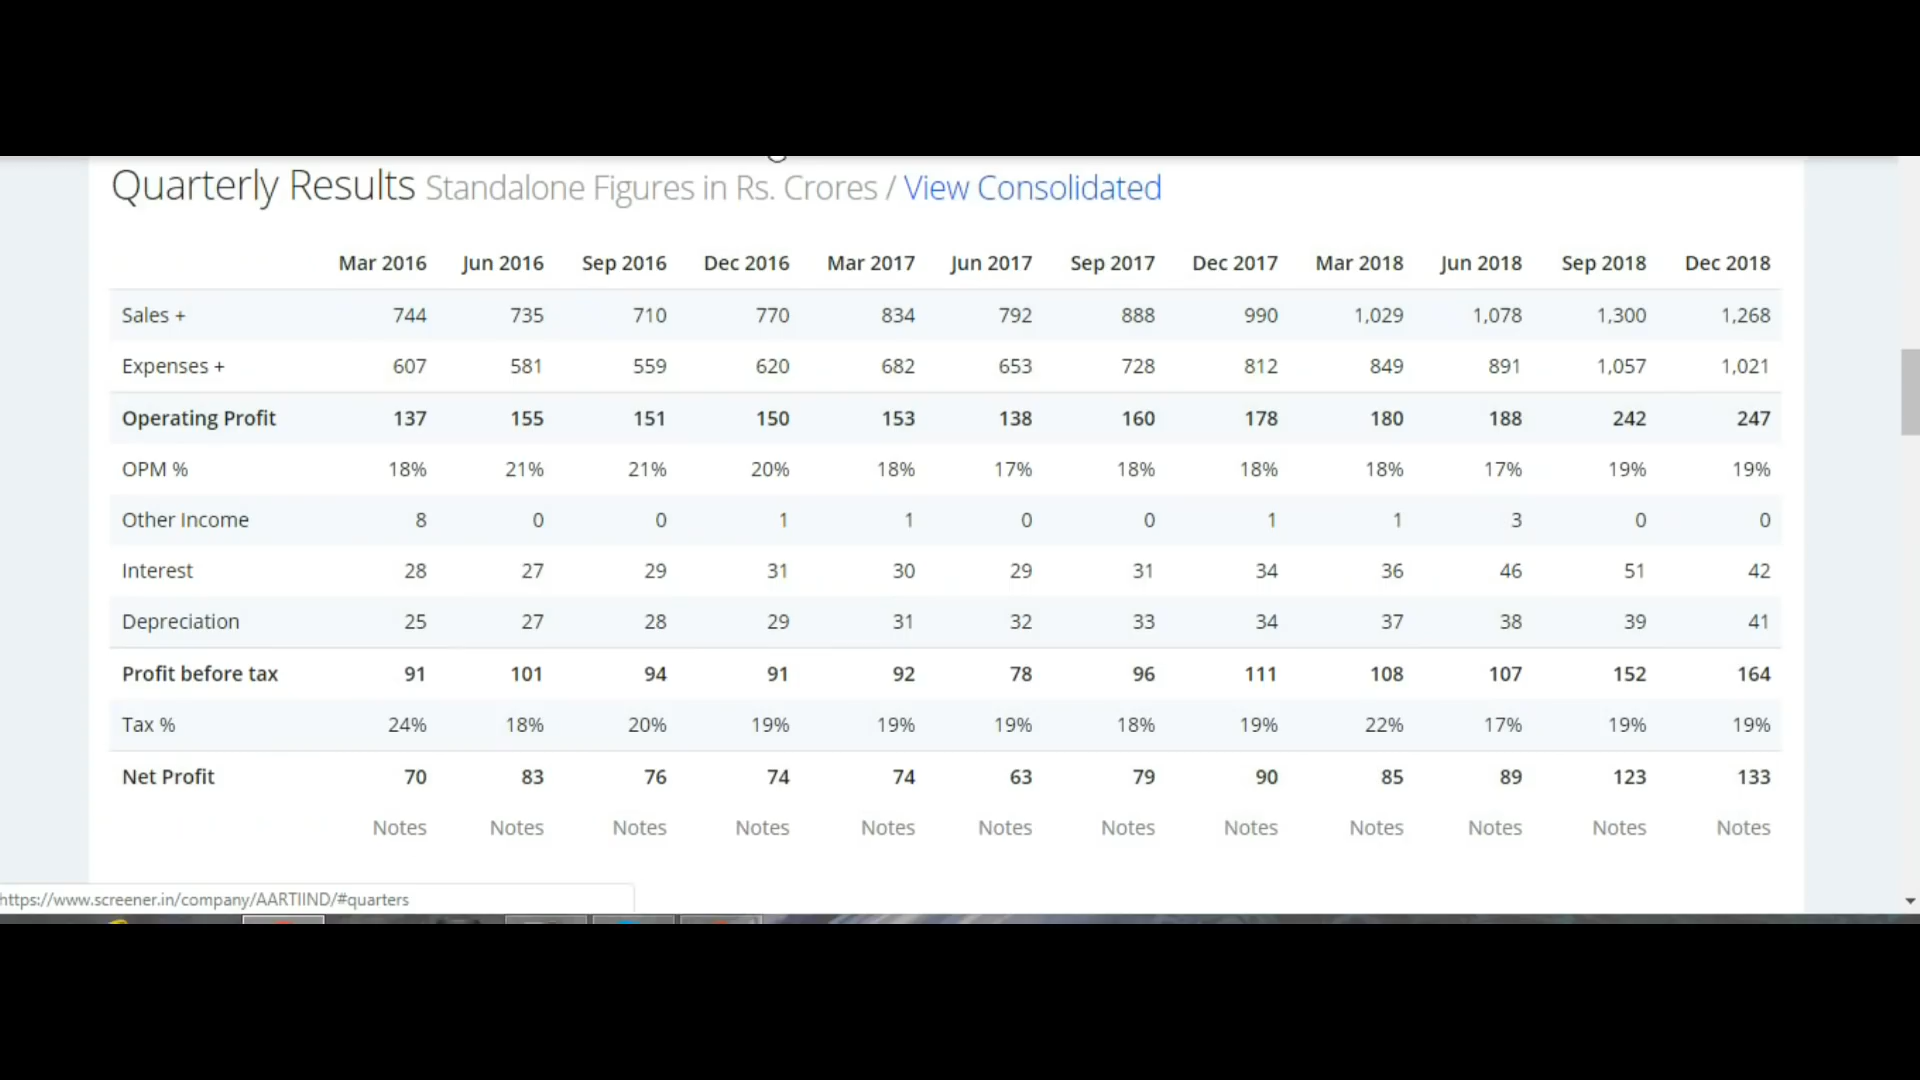 Quarterly Results Standalone Figures in Rs. Crores / View Consolidated
Mar 2016 Jun 2016 Sep 2016 Dec 2016 Mar 2017 Jun 2017 Sep 2017 Dec 2017 Mar 2018 Jun 2018 Sep 2018 Dec 2018
Sales + 744 735 710 770 834 792 888 990 1,029 1,078 1,300 1,268
Expenses + 607 581 559 620 682 653 728 812 849 891 1,057 1,021
Operating Profit 137 155 151 150 153 138 160 178 180 188 242 247
OPM % 18% 21% 21% 20% 18% 17% 18% 18% 18% 17% 19% 19%
Other Income 8 0 0 1 1 0 0 1 1 3 0 0
Interest 28 27 29 31 30 29 31 34 36 46 51 42
Depreciation 25 27 28 29 31 32 33 34 37 38 39 41
Profit before tax 91 101 94 91 92 78 96 111 108 107 152 164
Tax % 24% 18% 20% 19% 19% 19% 18% 19% 22% 17% 19% 19%
Net Profit 70 83 76 74 74 63 79 90 85 89 123 133
Notes Notes Notes Notes Notes Notes Notes Notes Notes Notes Notes Notes
https://www.screener.in/company/AARTIIND/#quarters